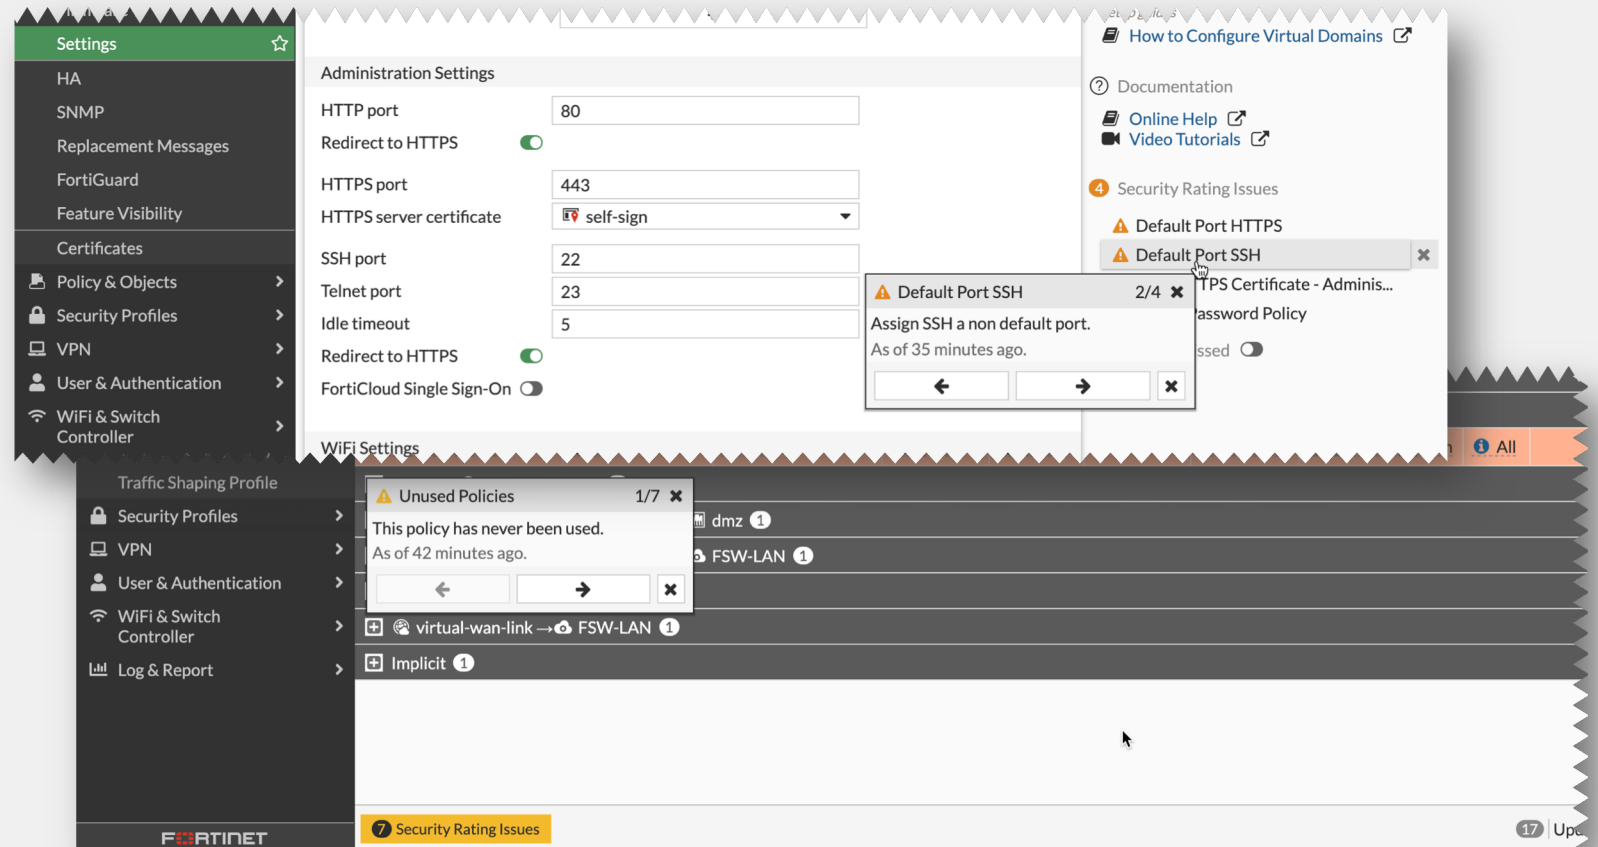 Settings
HA
SNMP
Replacement Messages
FortiGuard
Feature Visibility
Certificates
Policy & Objects
Security Profiles
VPN
User & Authentication
WiFi & Switch
Controller
Administration Settings
HTTP port
80
Redirect to HTTPS
HTTPS port
443
HTTPS server certificate
self-sign
SSH port
22
Telnet port
23
Idle timeout
5
Redirect to HTTPS
FortiCloud Single Sign-On
WiFi Settings
How to Configure Virtual Domains
Documentation
Online Help
Video Tutorials
4 Security Rating Issues
Default Port HTTPS
Default Port SSH
TPS Certificate - Adminis...
assword Policy
ssed
Default Port SSH 2/4
Assign SSH a non default port.
As of 35 minutes ago.
All
Traffic Shaping Profile
Security Profiles
VPN
User & Authentication
WiFi & Switch
Controller
Log & Report
FORTINET
Unused Policies 1/7
This policy has never been used.
As of 42 minutes ago.
dmz 1
FSW-LAN 1
virtual-wan-link → FSW-LAN 1
Implicit 1
7 Security Rating Issues
17 Upd